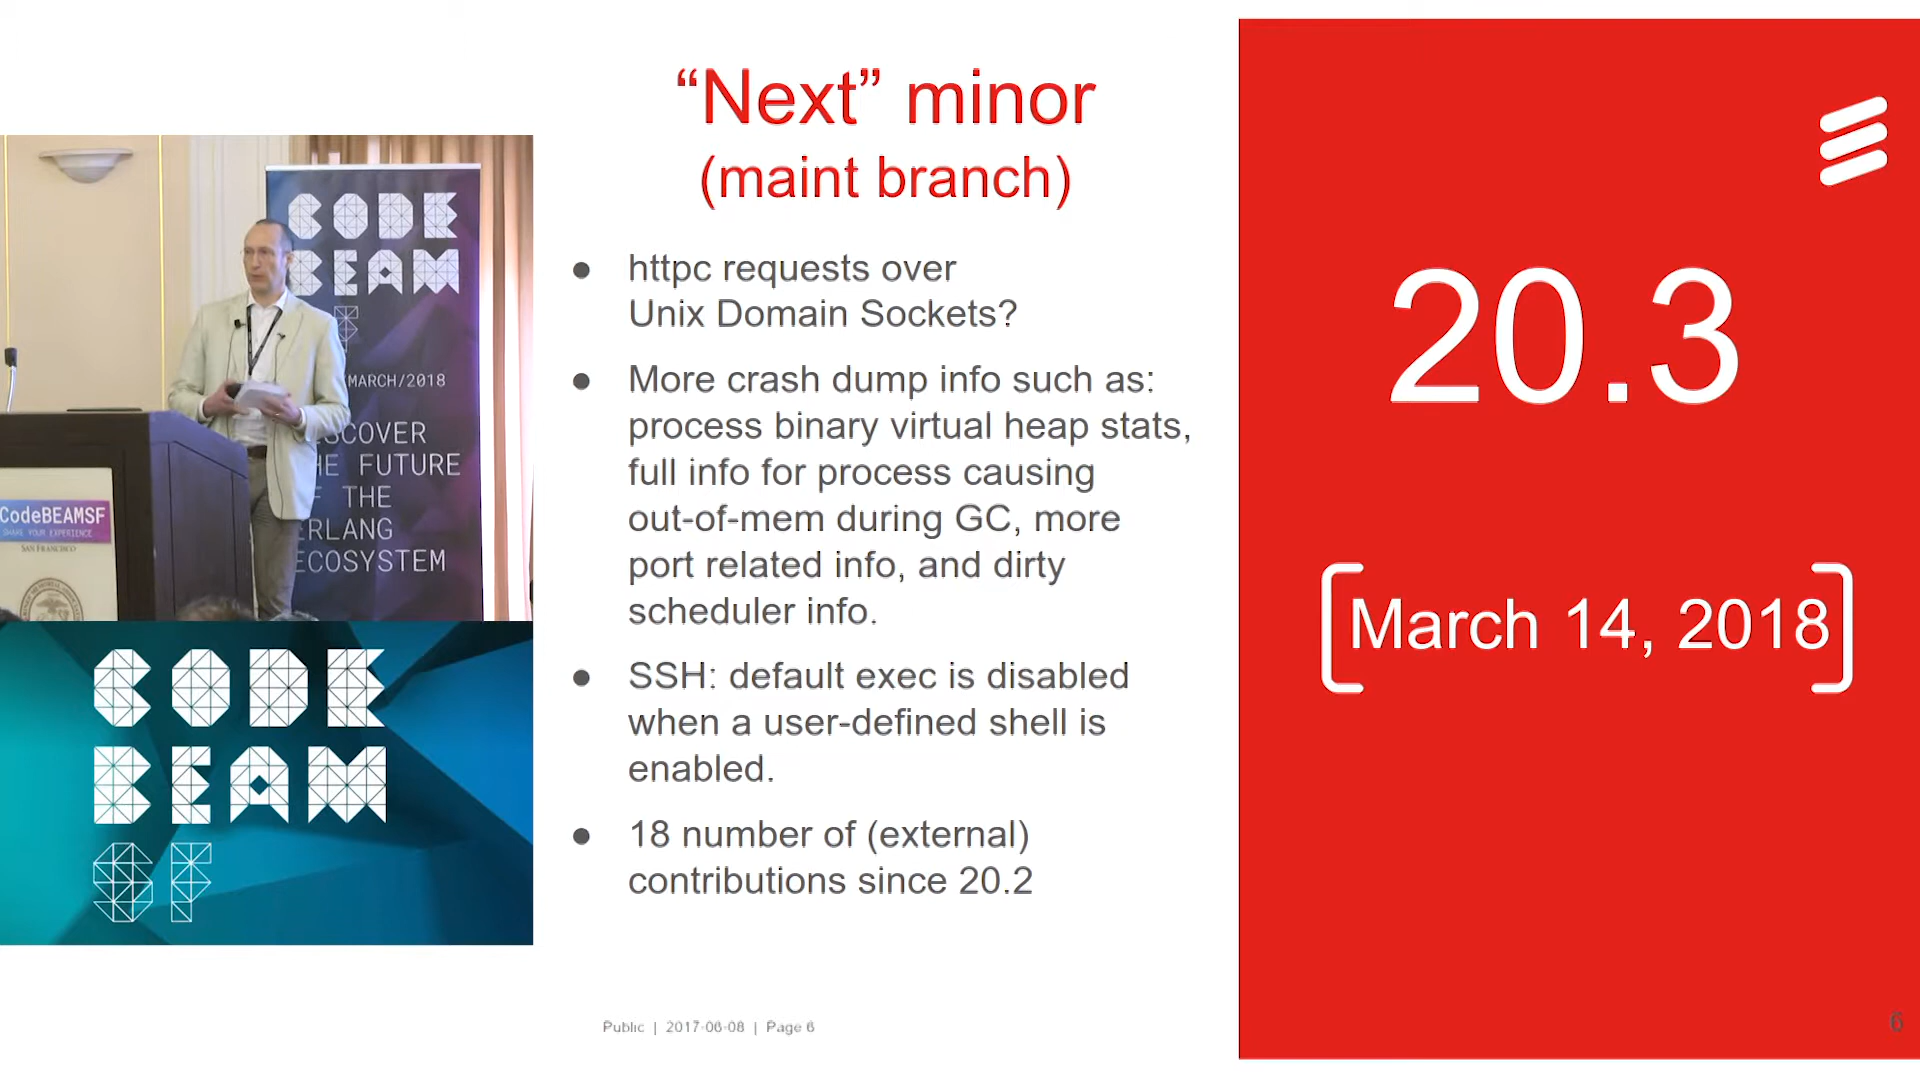 “Next” minor
(maint branch)
● httpc requests over
Unix Domain Sockets?
● More crash dump info such as:
process binary virtual heap stats,
full info for process causing
out-of-mem during GC, more
port related info, and dirty
scheduler info.
● SSH: default exec is disabled
when a user-defined shell is
enabled.
● 18 number of (external)
contributions since 20.2
Public | 2017-06-08 | Page 6
20.3
[March 14, 2018]
6
CODE
BEAM
MARCH/2018
SCOVER
HE FUTURE
F THE
ERLANG
ECOSYSTEM
CodeBEAMSF
SHARE YOUR EXPERIENCE
SAN FRANCISCO
CODE
BEAM
SF